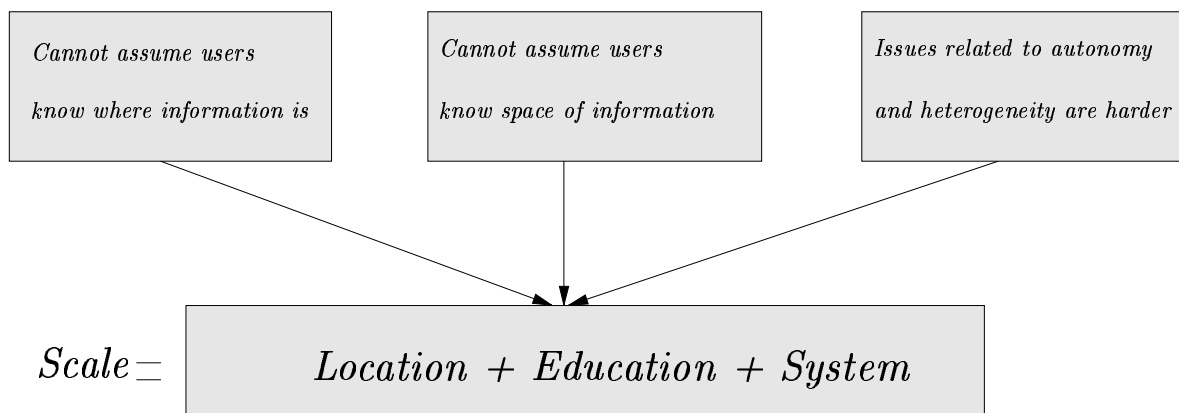 Cannot assume users
know where information is
Cannot assume users
know space of information
Issues related to autonomy
and heterogeneity are harder
Scale = Location + Education + System